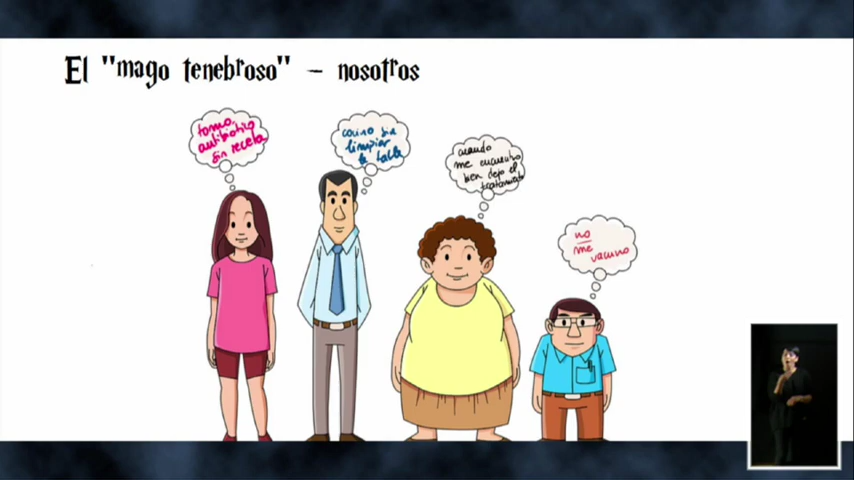 El "mago tenebroso" – nosotros
tomo
antibiótico
sin receta
cocino sin
limpiar
la tabla
cuando
me encuentro
bien dejo el
tratamiento
no
me
vacuno